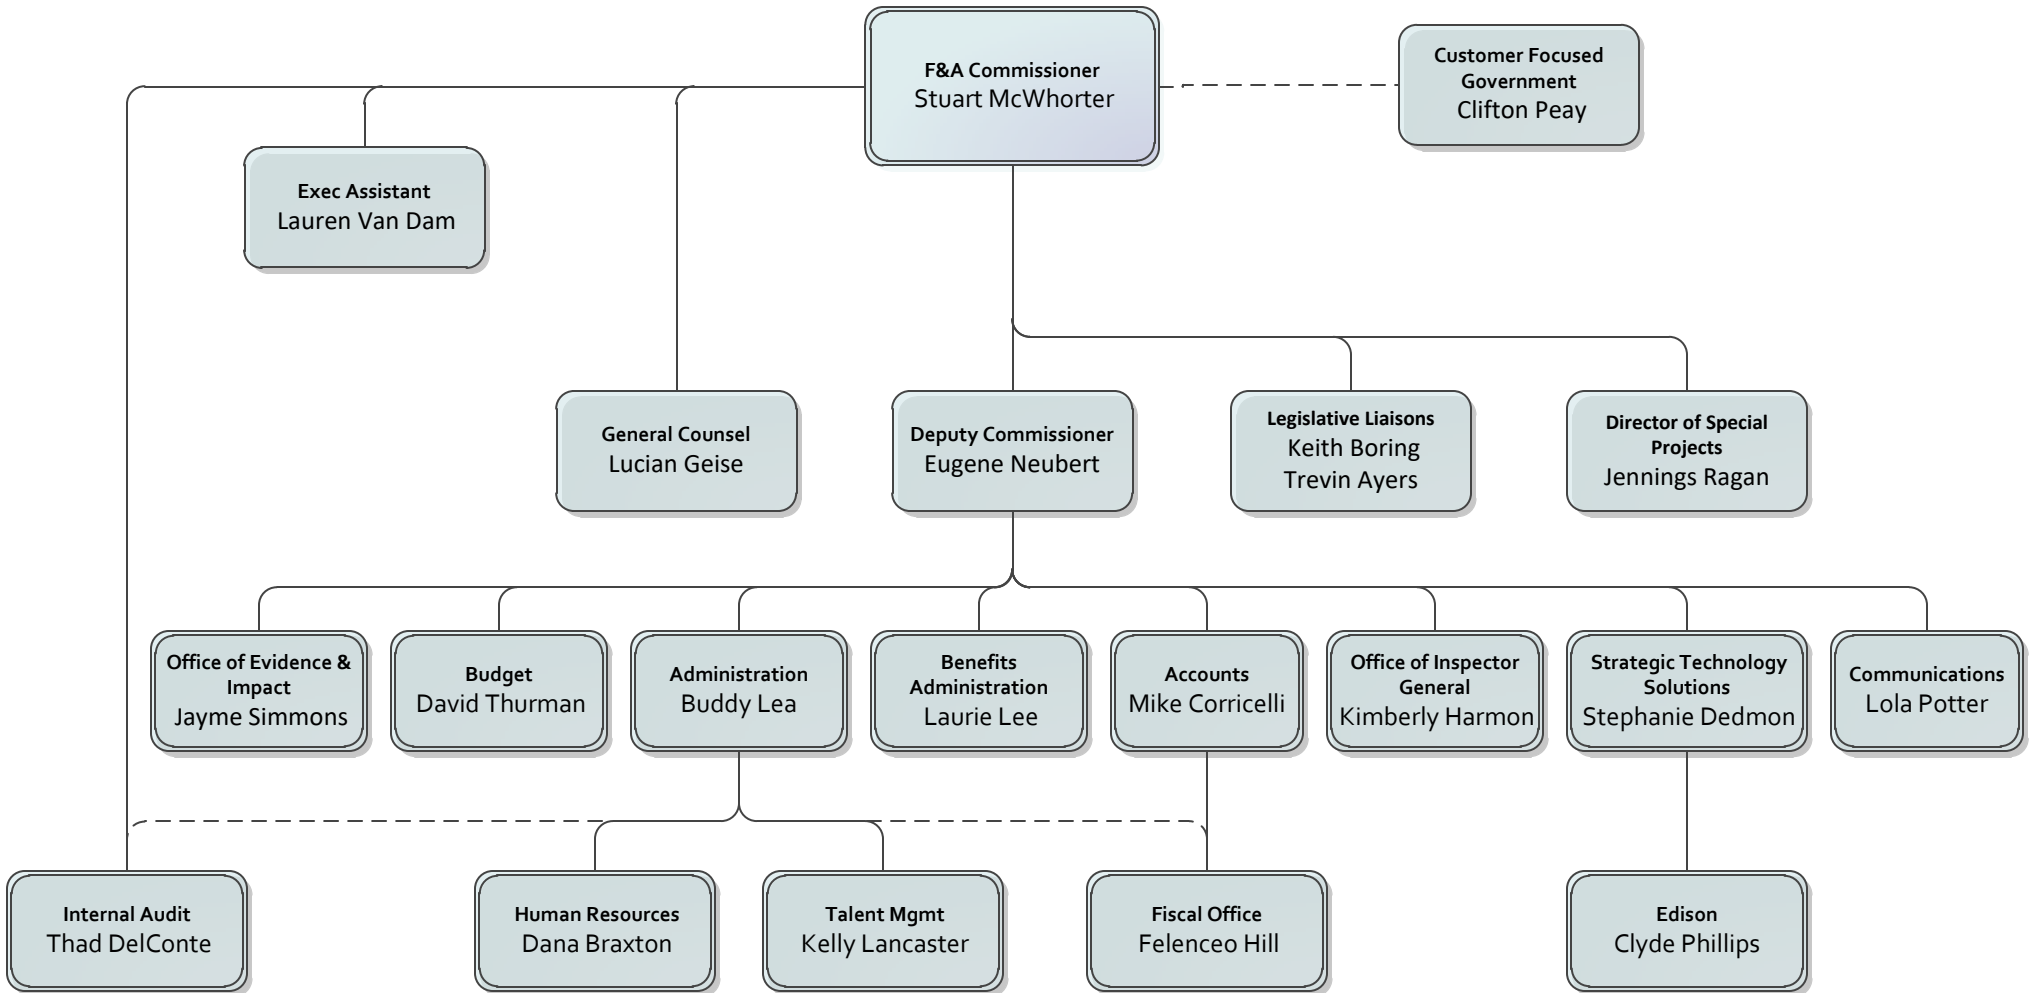 F&A Commissioner
Stuart McWhorter
Customer Focused
Government
Clifton Peay
Exec Assistant
Lauren Van Dam
General Counsel
Lucian Geise
Deputy Commissioner
Eugene Neubert
Legislative Liaisons
Keith Boring
Trevin Ayers
Director of Special
Projects
Jennings Ragan
Office of Evidence &
Impact
Jayme Simmons
Budget
David Thurman
Administration
Buddy Lea
Benefits
Administration
Laurie Lee
Accounts
Mike Corricelli
Office of Inspector
General
Kimberly Harmon
Strategic Technology
Solutions
Stephanie Dedmon
Communications
Lola Potter
Internal Audit
Thad DelConte
Human Resources
Dana Braxton
Talent Mgmt
Kelly Lancaster
Fiscal Office
Felenceo Hill
Edison
Clyde Phillips